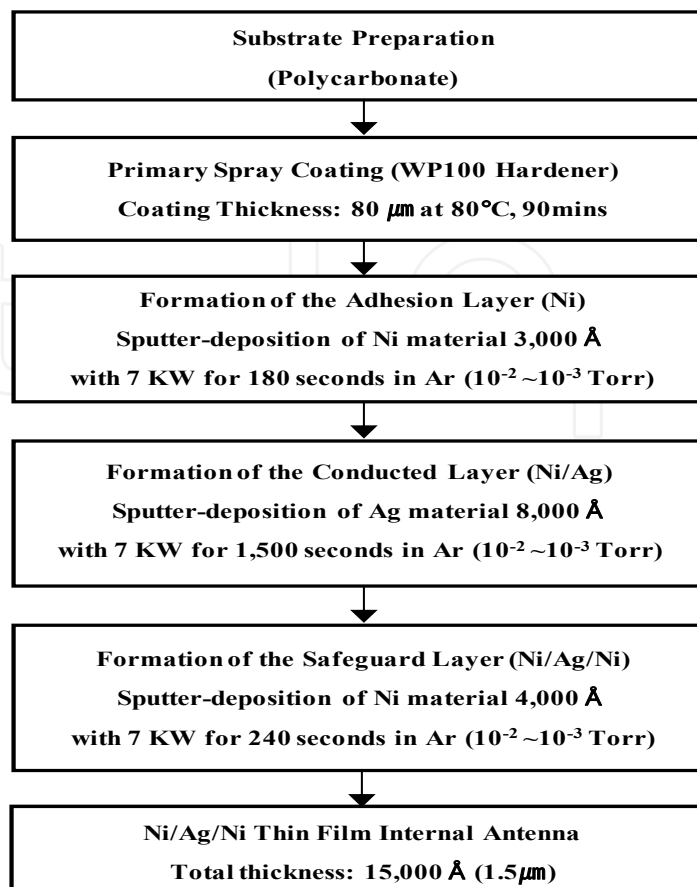 Substrate Preparation
(Polycarbonate)
Primary Spray Coating (WP100 Hardener)
Coating Thickness: 80 μm at 80°C, 90mins
Formation of the Adhesion Layer (Ni)
Sputter-deposition of Ni material 3,000 Å
with 7 KW for 180 seconds in Ar (10⁻² ~10⁻³ Torr)
Formation of the Conducted Layer (Ni/Ag)
Sputter-deposition of Ag material 8,000 Å
with 7 KW for 1,500 seconds in Ar (10⁻² ~10⁻³ Torr)
Formation of the Safeguard Layer (Ni/Ag/Ni)
Sputter-deposition of Ni material 4,000 Å
with 7 KW for 240 seconds in Ar (10⁻² ~10⁻³ Torr)
Ni/Ag/Ni Thin Film Internal Antenna
Total thickness: 15,000 Å (1.5μm)